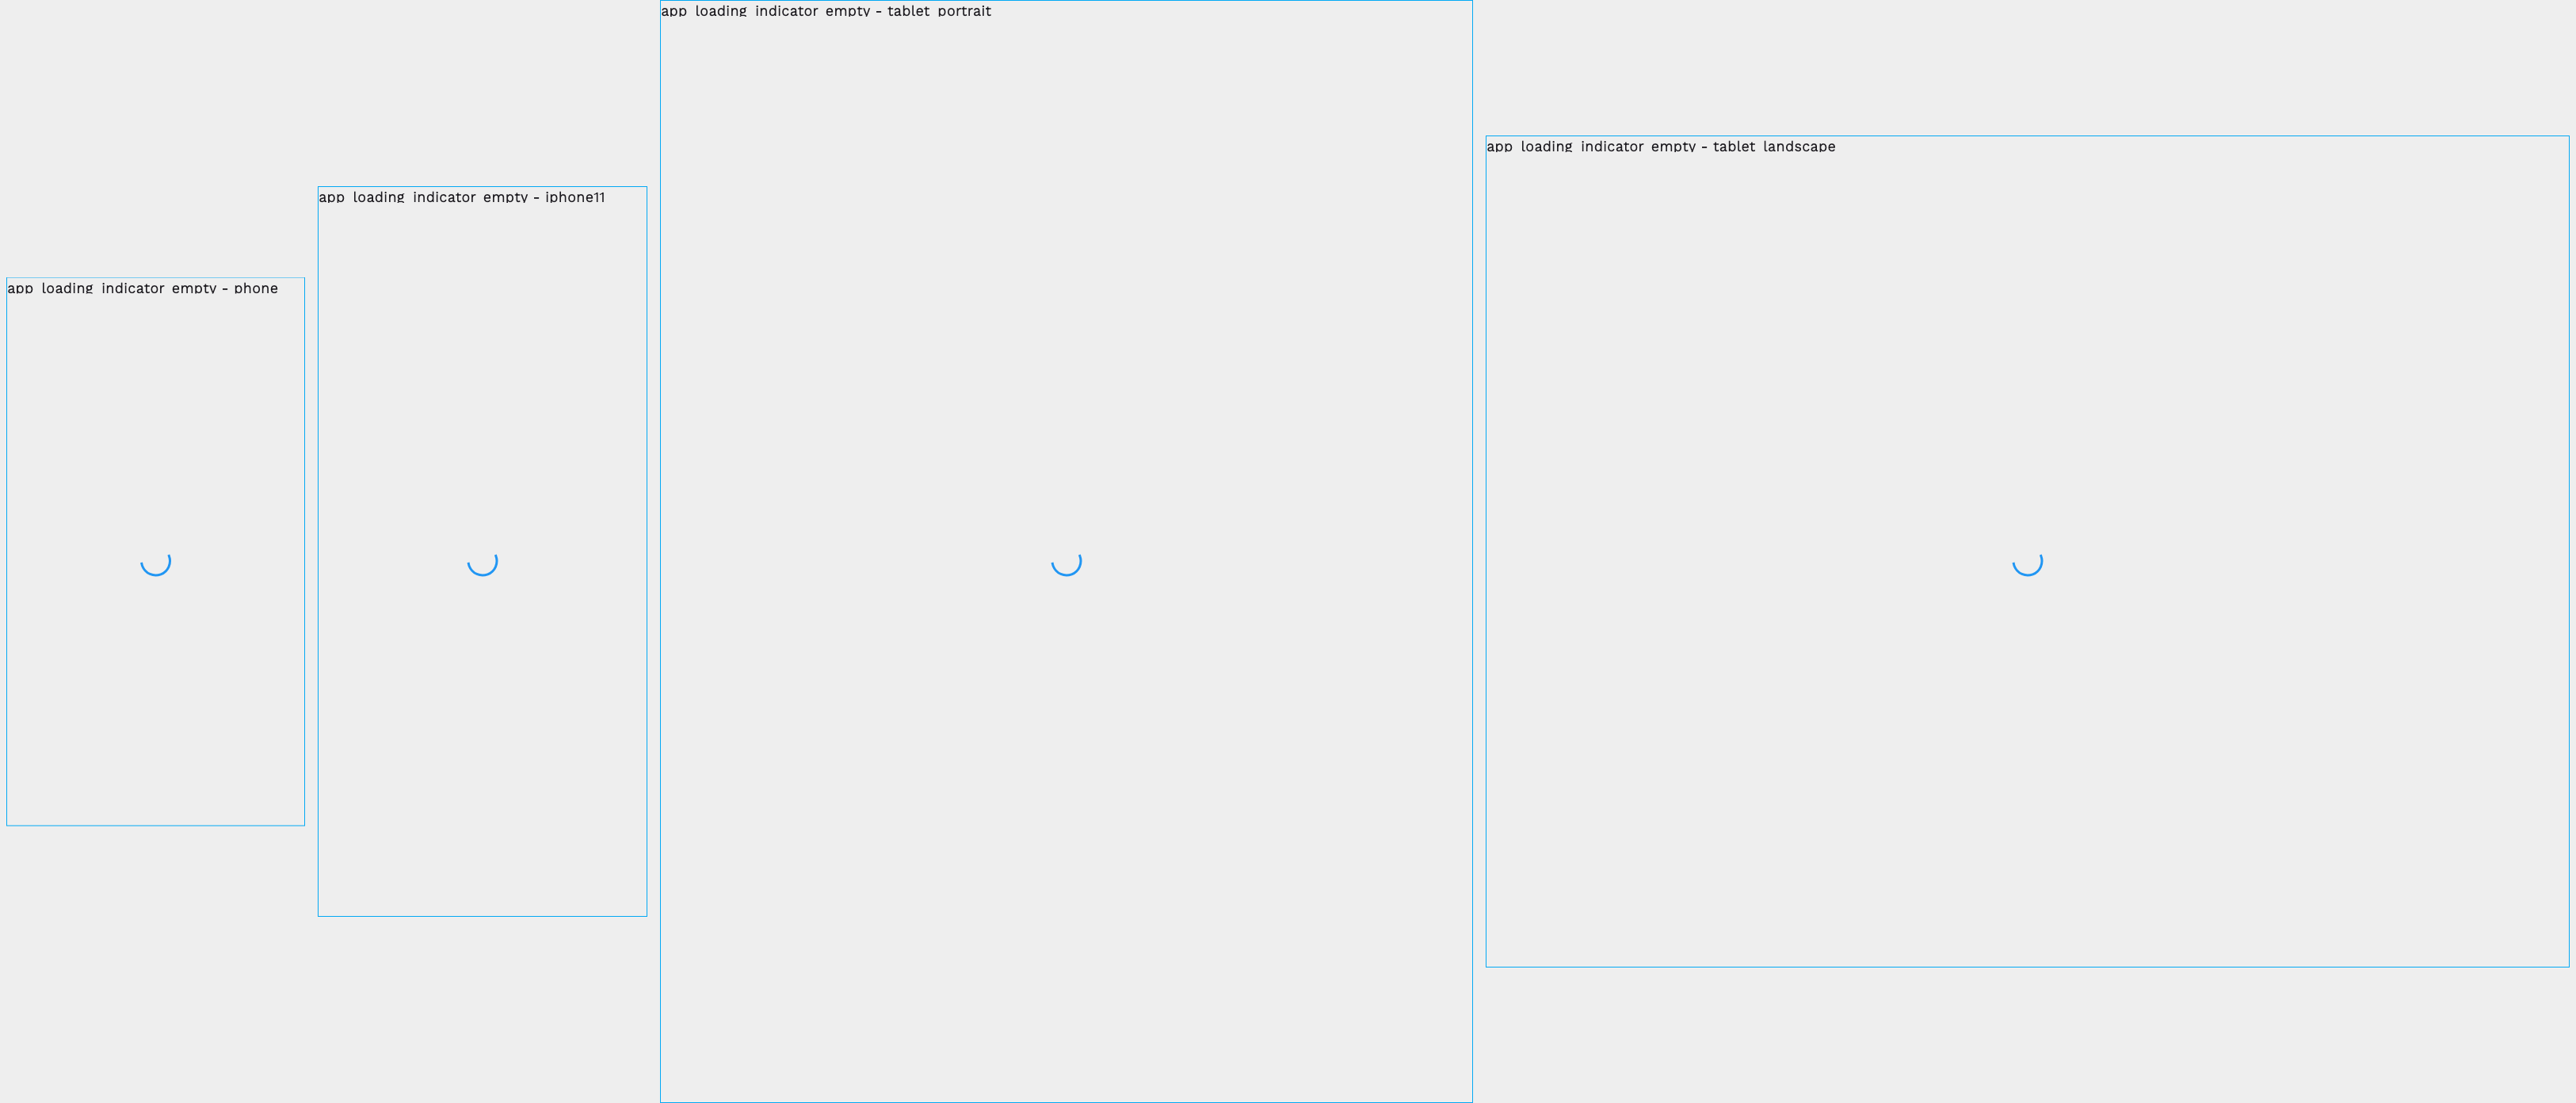 app loading indicator empty - phone
app loading indicator empty - iphone11
app loading indicator empty - tablet portrait
app loading indicator empty - tablet landscape